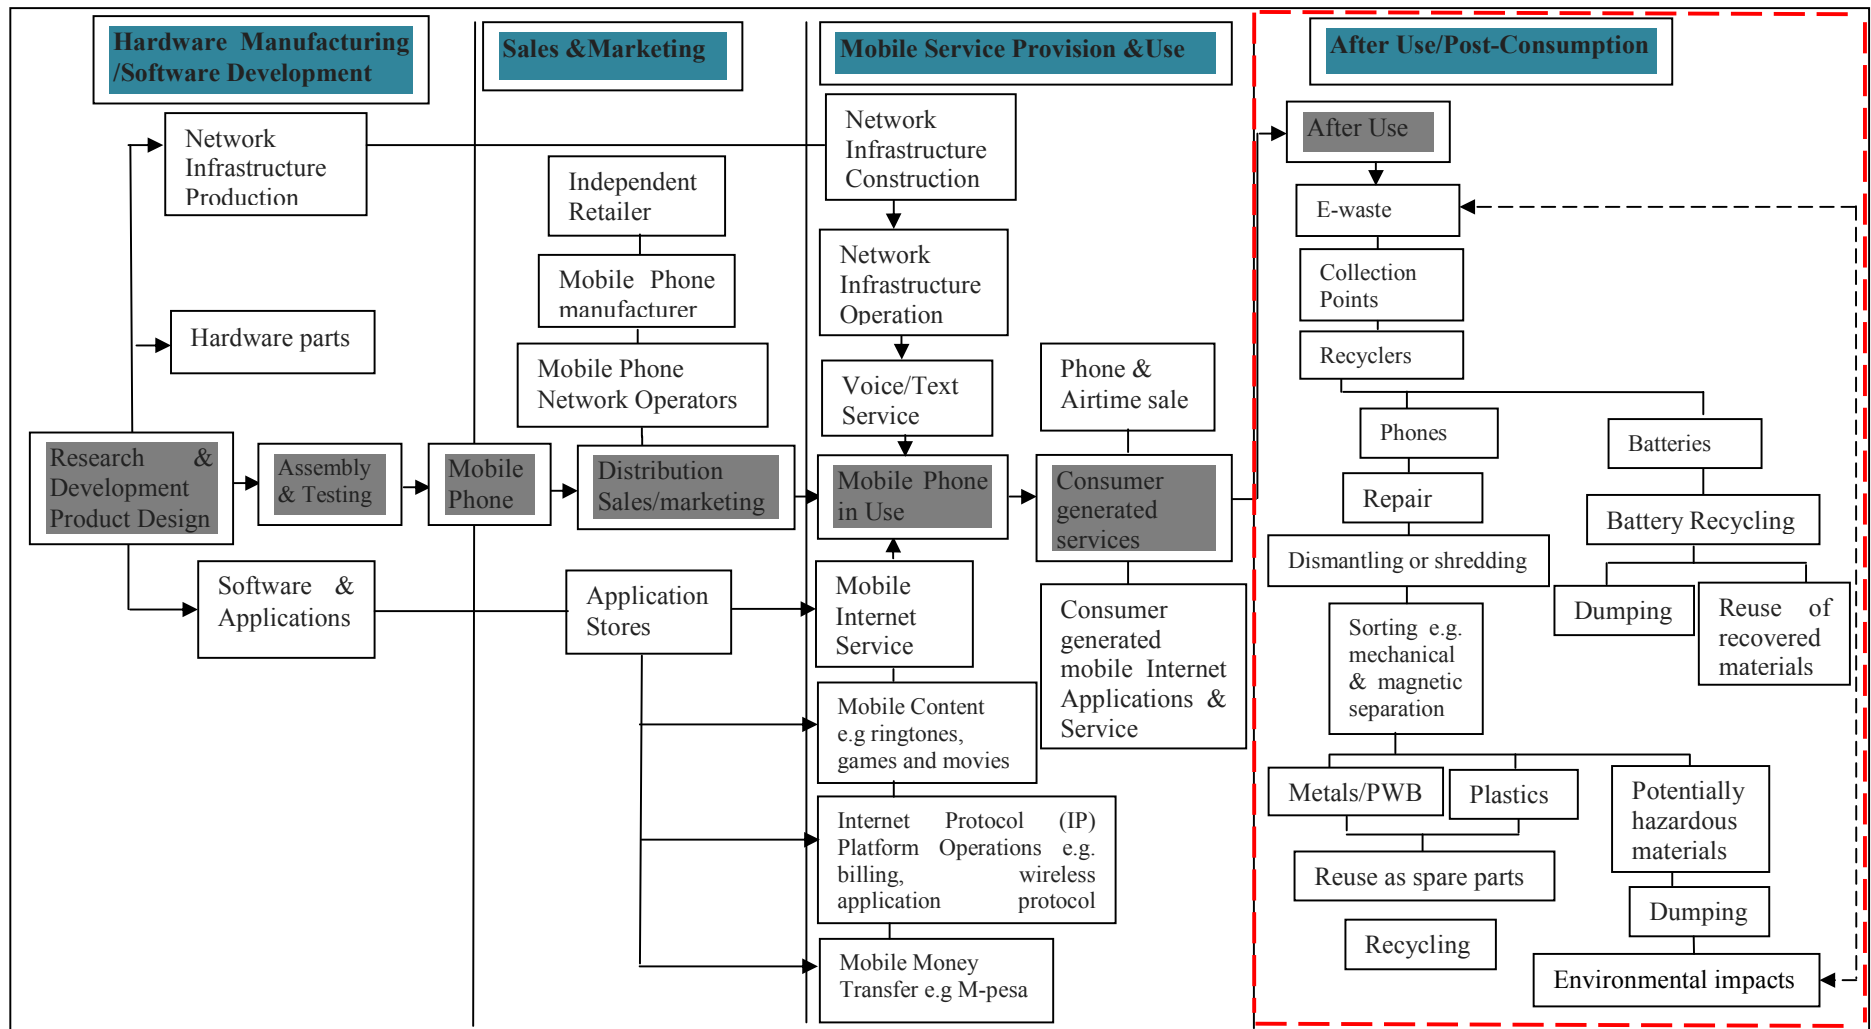 Hardware Manufacturing
/Software Development
Sales &Marketing
Mobile Service Provision &Use
After Use/Post-Consumption
Network
Infrastructure
Production
Hardware parts
Research &
Development
Product Design
Assembly
& Testing
Software &
Applications
Mobile
Phone
Independent
Retailer
Mobile Phone
manufacturer
Mobile Phone
Network Operators
Distribution
Sales/marketing
Application
Stores
Network
Infrastructure
Construction
Network
Infrastructure
Operation
Voice/Text
Service
Mobile Phone
in Use
Mobile
Internet
Service
Mobile Content
e.g ringtones,
games and movies
Internet Protocol (IP)
Platform Operations e.g.
billing, wireless
application protocol
Mobile Money
Transfer e.g M-pesa
Phone &
Airtime sale
Consumer
generated
services
Consumer
generated
mobile Internet
Applications &
Service
After Use
E-waste
Collection
Points
Recyclers
Phones
Batteries
Repair
Battery Recycling
Dismantling or shredding
Dumping
Reuse of
recovered
materials
Sorting e.g.
mechanical
& magnetic
separation
Metals/PWB
Plastics
Potentially
hazardous
materials
Reuse as spare parts
Dumping
Recycling
Environmental impacts